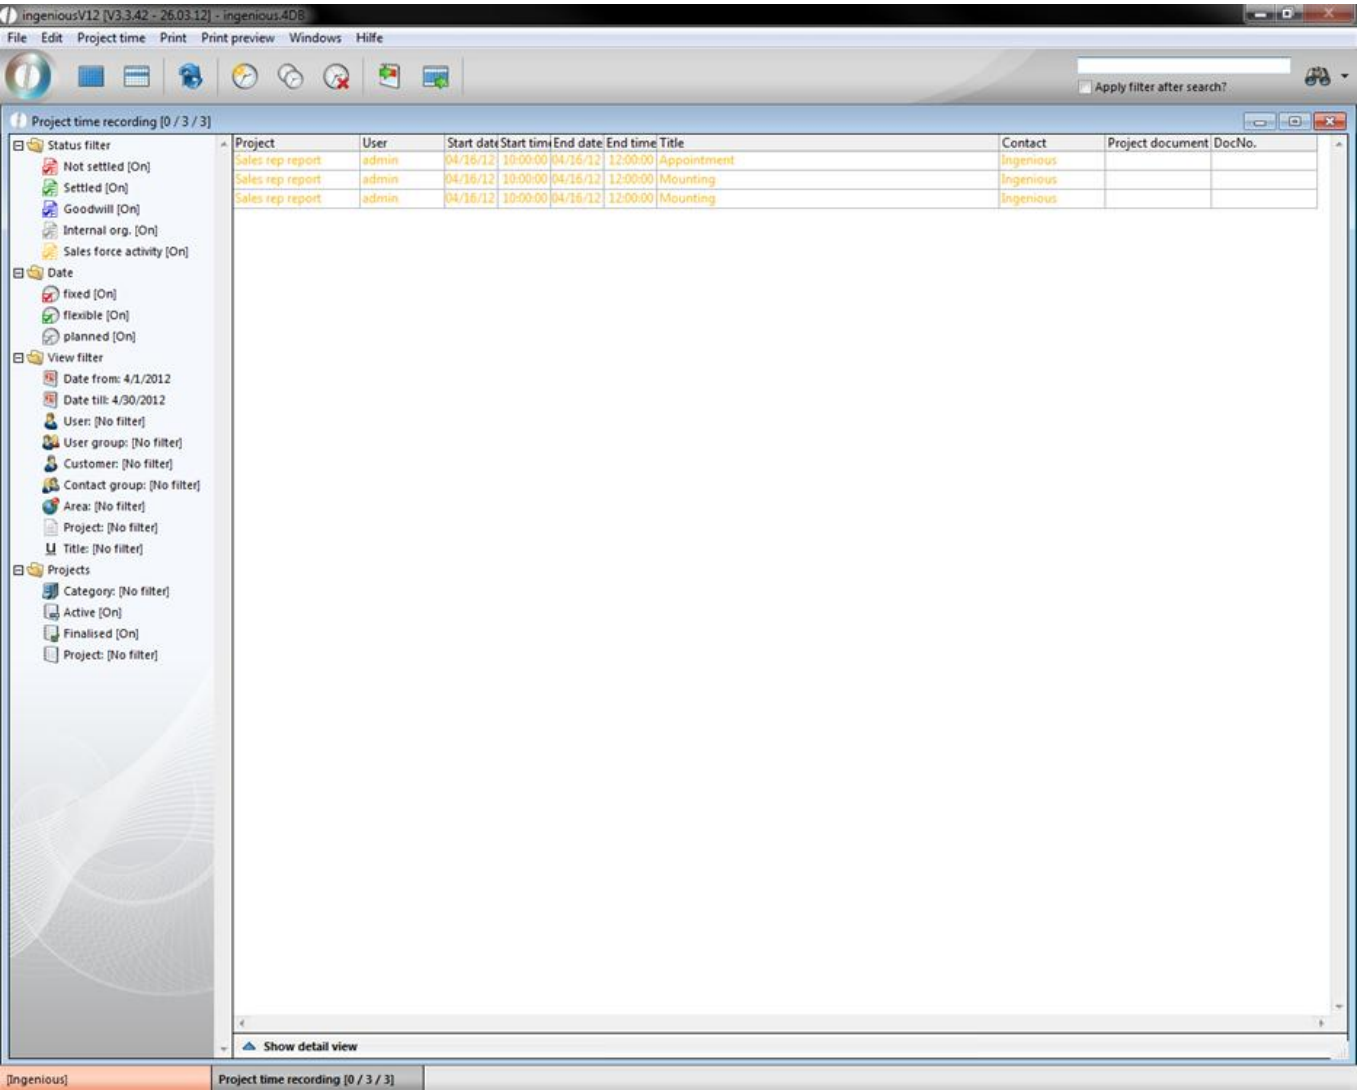 ingeniousV12 [V3.3.42 - 26.03.12] - ingenious.4DB
File Edit Project time Print Print preview Windows Hilfe
Apply filter after search?
Project time recording [0 / 3 / 3]
Status filter
Not settled [On]
Settled [On]
Goodwill [On]
Internal org. [On]
Sales force activity [On]
Date
fixed [On]
flexible [On]
planned [On]
View filter
Date from: 4/1/2012
Date till: 4/30/2012
User: [No filter]
User group: [No filter]
Customer: [No filter]
Contact group: [No filter]
Area: [No filter]
Project: [No filter]
U Title: [No filter]
Projects
Category: [No filter]
Active [On]
Finalised [On]
Project: [No filter]
Project User Start date Start time End date End time Title Contact Project document DocNo.
Sales rep report admin 04/16/12 10:00:00 04/16/12 12:00:00 Appointment Ingenious
Sales rep report admin 04/16/12 10:00:00 04/16/12 12:00:00 Mounting Ingenious
Sales rep report admin 04/16/12 10:00:00 04/16/12 12:00:00 Mounting Ingenious
Show detail view
[Ingenious] Project time recording [0 / 3 / 3]